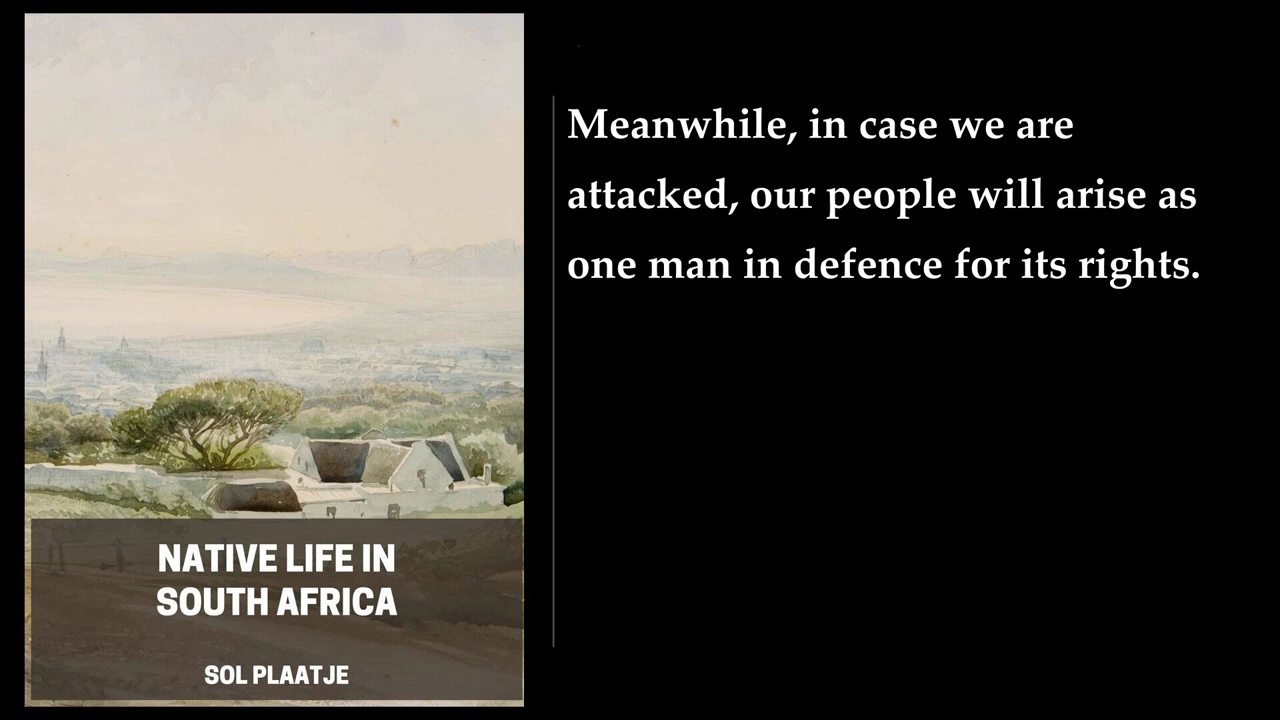 NATIVE LIFE IN
SOUTH AFRICA
SOL PLAATJE
Meanwhile, in case we are
attacked, our people will arise as
one man in defence for its rights.